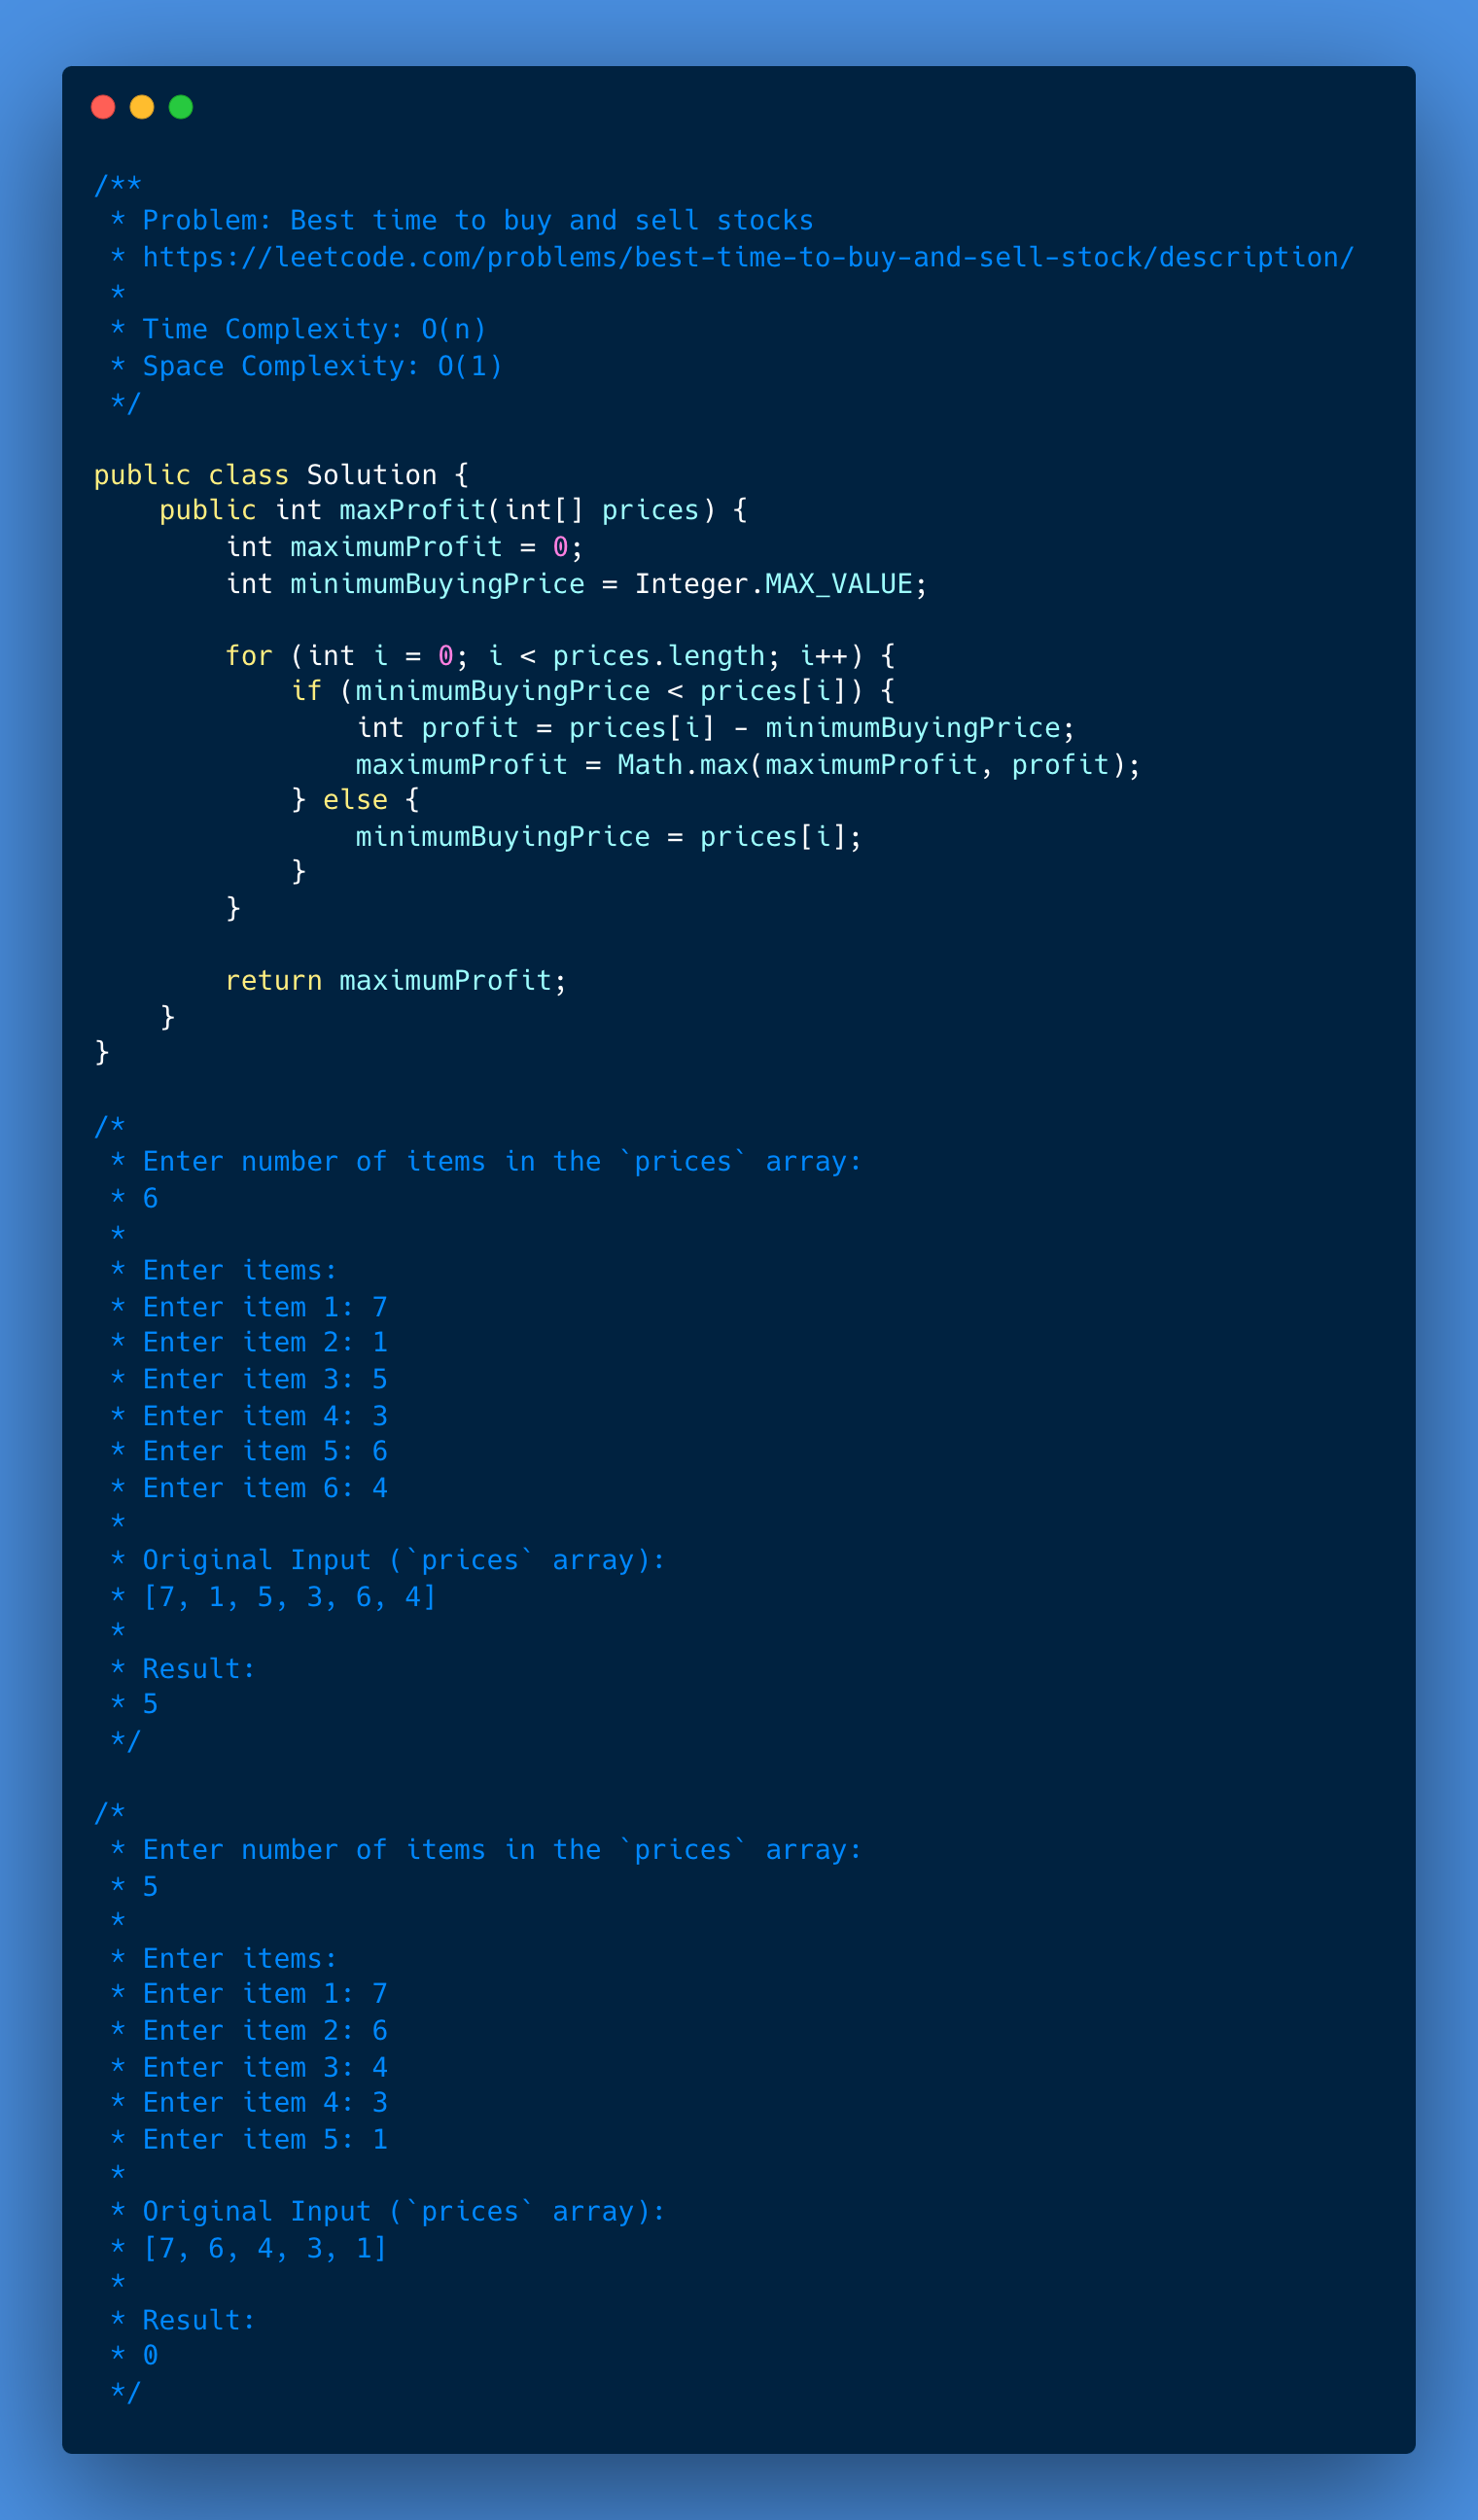 /**
 * Problem: Best time to buy and sell stocks
 * https://leetcode.com/problems/best-time-to-buy-and-sell-stock/description/
 *
 * Time Complexity: O(n)
 * Space Complexity: O(1)
 */

public class Solution {
    public int maxProfit(int[] prices) {
        int maximumProfit = 0;
        int minimumBuyingPrice = Integer.MAX_VALUE;

        for (int i = 0; i < prices.length; i++) {
            if (minimumBuyingPrice < prices[i]) {
                int profit = prices[i] - minimumBuyingPrice;
                maximumProfit = Math.max(maximumProfit, profit);
            } else {
                minimumBuyingPrice = prices[i];
            }
        }

        return maximumProfit;
    }
}

/*
 * Enter number of items in the `prices` array:
 * 6
 *
 * Enter items:
 * Enter item 1: 7
 * Enter item 2: 1
 * Enter item 3: 5
 * Enter item 4: 3
 * Enter item 5: 6
 * Enter item 6: 4
 *
 * Original Input (`prices` array):
 * [7, 1, 5, 3, 6, 4]
 *
 * Result:
 * 5
 */

/*
 * Enter number of items in the `prices` array:
 * 5
 *
 * Enter items:
 * Enter item 1: 7
 * Enter item 2: 6
 * Enter item 3: 4
 * Enter item 4: 3
 * Enter item 5: 1
 *
 * Original Input (`prices` array):
 * [7, 6, 4, 3, 1]
 *
 * Result:
 * 0
 */